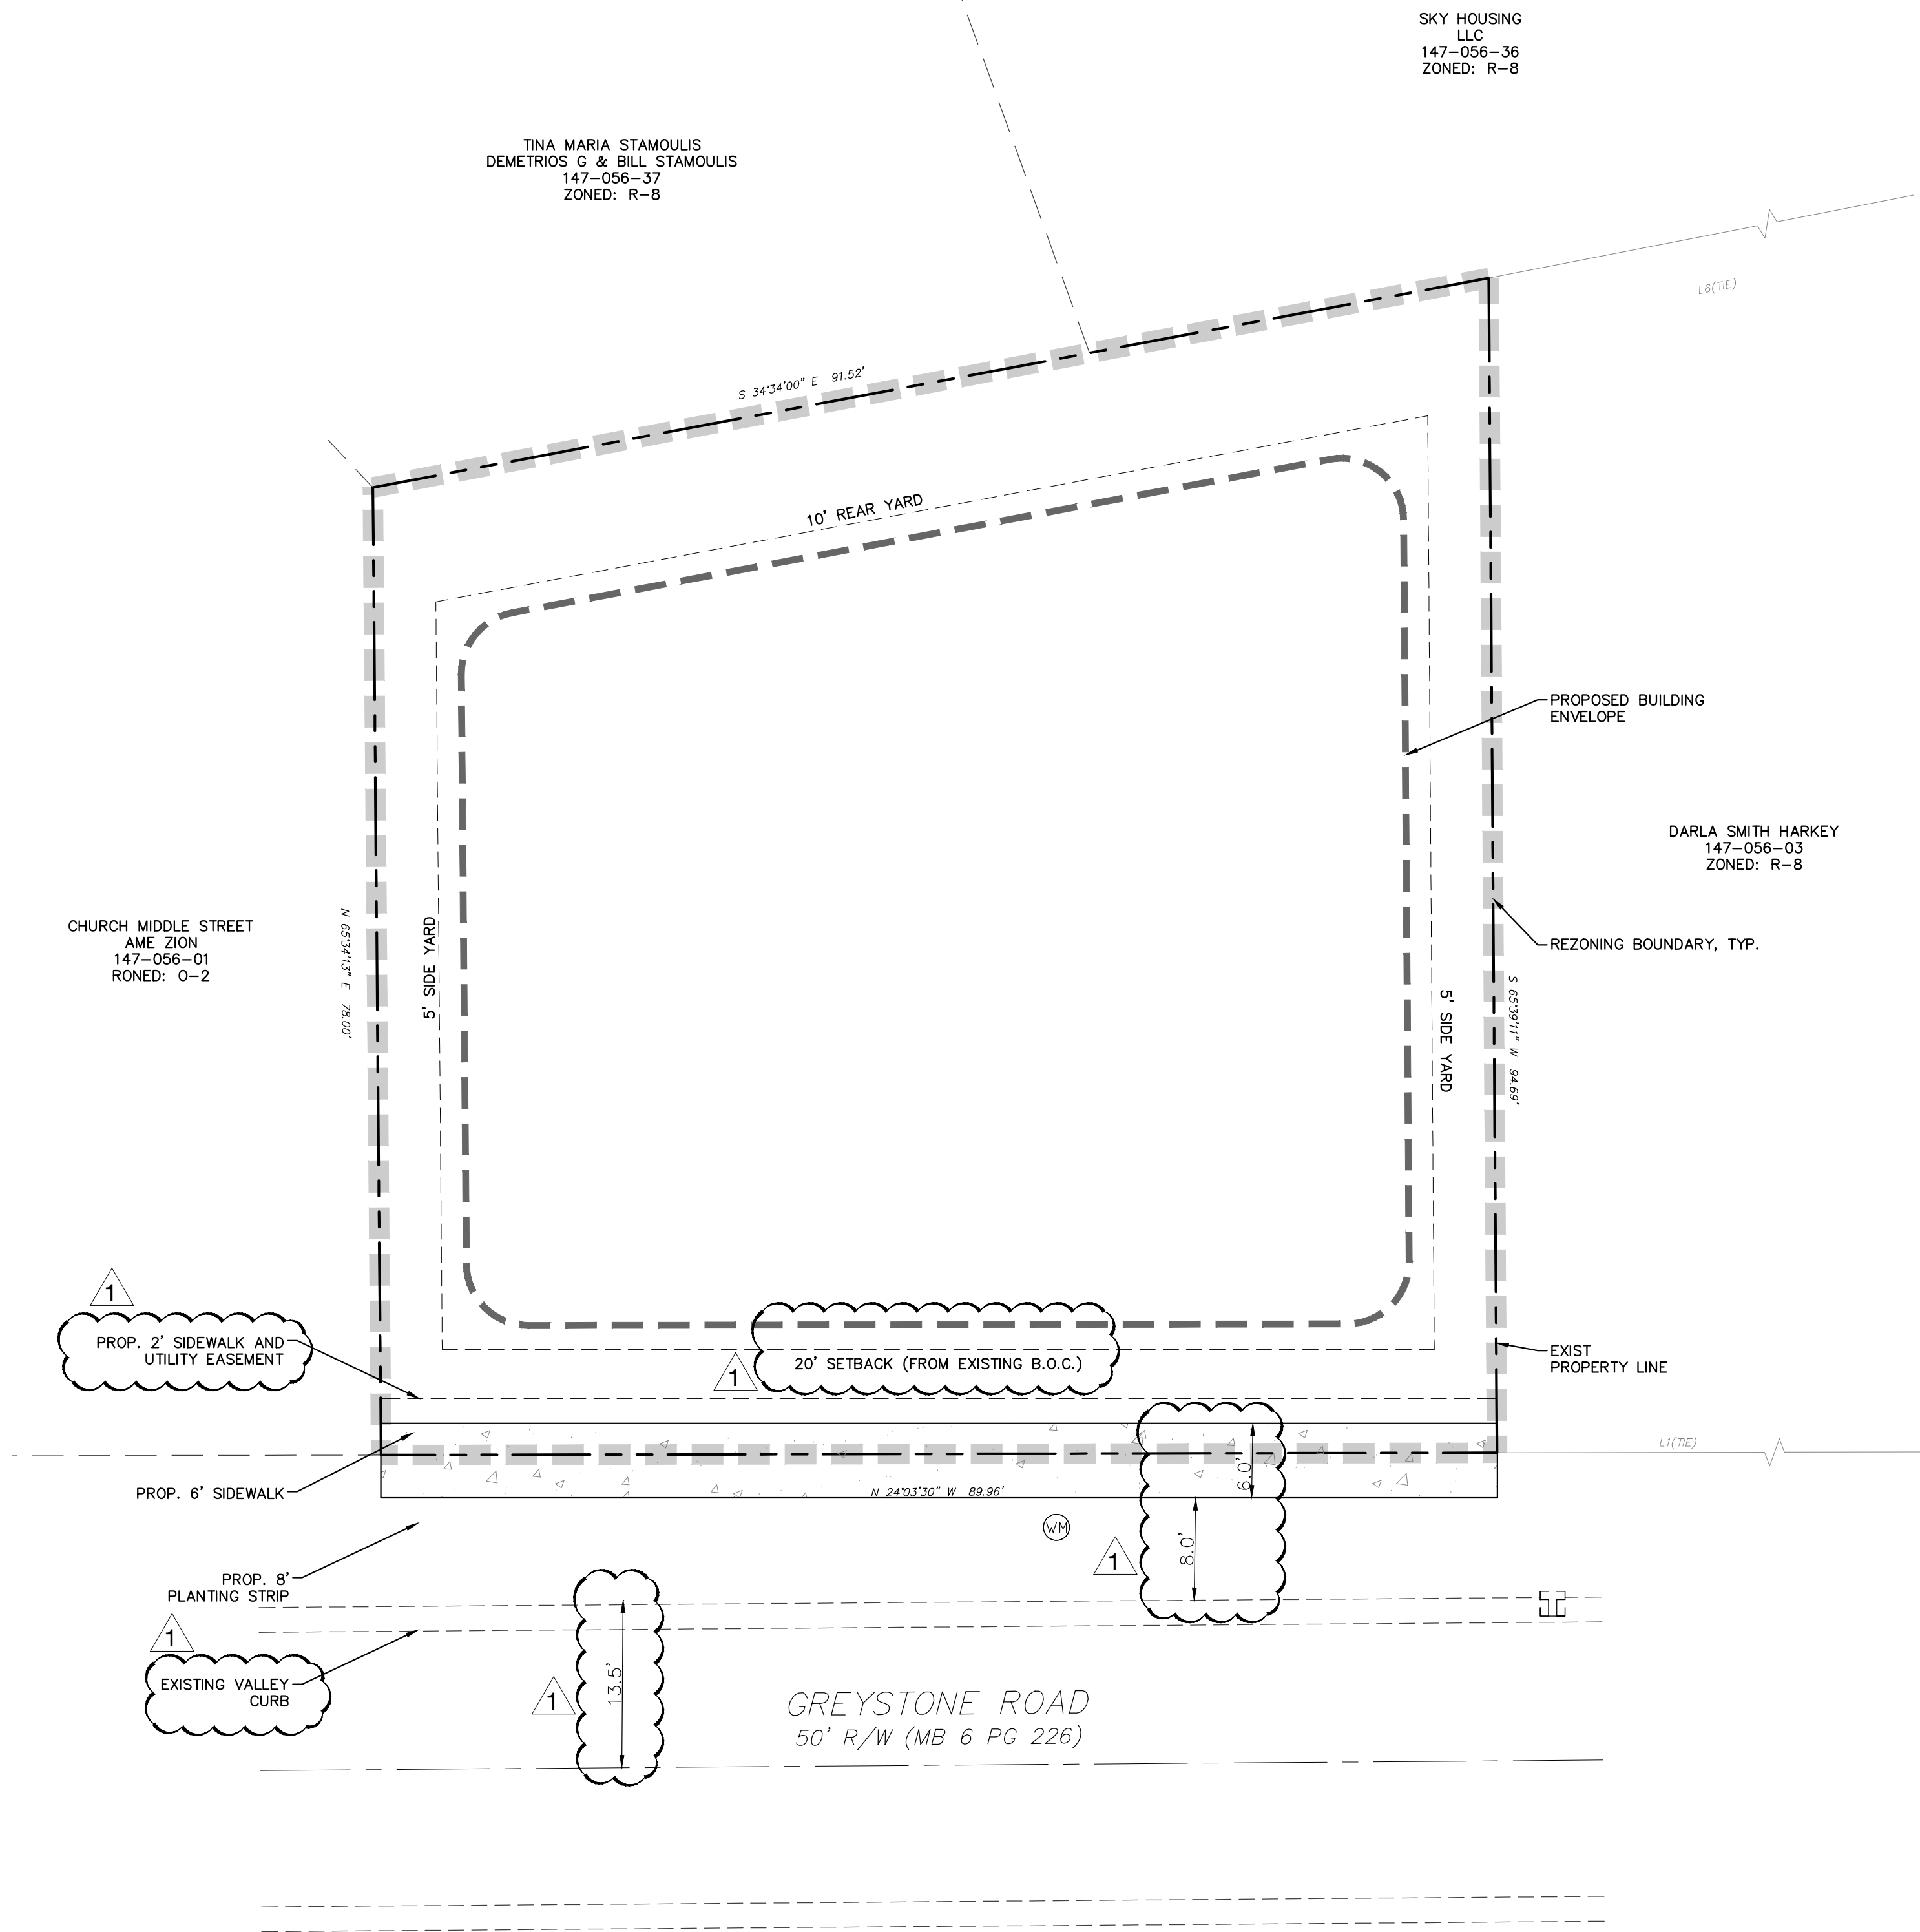 SKY HOUSING
LLC
147-056-36
ZONED: R-8
TINA MARIA STAMOULIS
DEMETRIOS G & BILL STAMOULIS
147-056-37
ZONED: R-8
L6(TIE)
S 34°34'00" E 91.52'
10' REAR YARD
PROPOSED BUILDING
ENVELOPE
DARLA SMITH HARKEY
147-056-03
ZONED: R-8
CHURCH MIDDLE STREET
AME ZION
147-056-01
RONED: O-2
N 65°34'13" E 78.00'
5' SIDE YARD
REZONING BOUNDARY, TYP.
5' SIDE YARD
S 65°39'11" W 94.69'
1
PROP. 2' SIDEWALK AND
UTILITY EASEMENT
1
20' SETBACK (FROM EXISTING B.O.C.)
EXIST
PROPERTY LINE
L1(TIE)
6.0'
PROP. 6' SIDEWALK
N 24°03'30" W 89.96'
WM
1
8.0'
PROP. 8'
PLANTING STRIP
1
EXISTING VALLEY
CURB
1
13.5'
GREYSTONE ROAD
50' R/W (MB 6 PG 226)